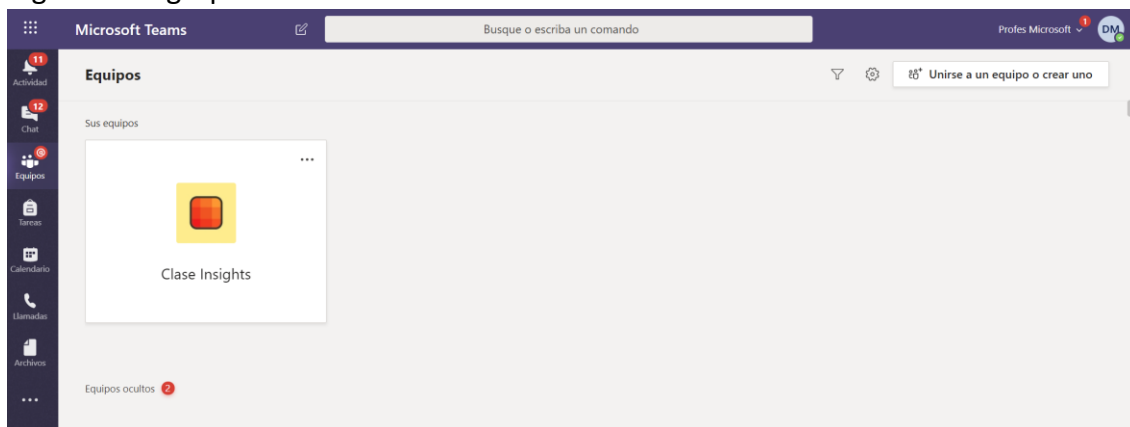 Microsoft Teams
Busque o escriba un comando
Profes Microsoft
1
DM
11
Actividad
Equipos
Unirse a un equipo o crear uno
12
Chat
Sus equipos
Equipos
Tareas
Calendario
Clase Insights
Llamadas
Archivos
Equipos ocultos 2